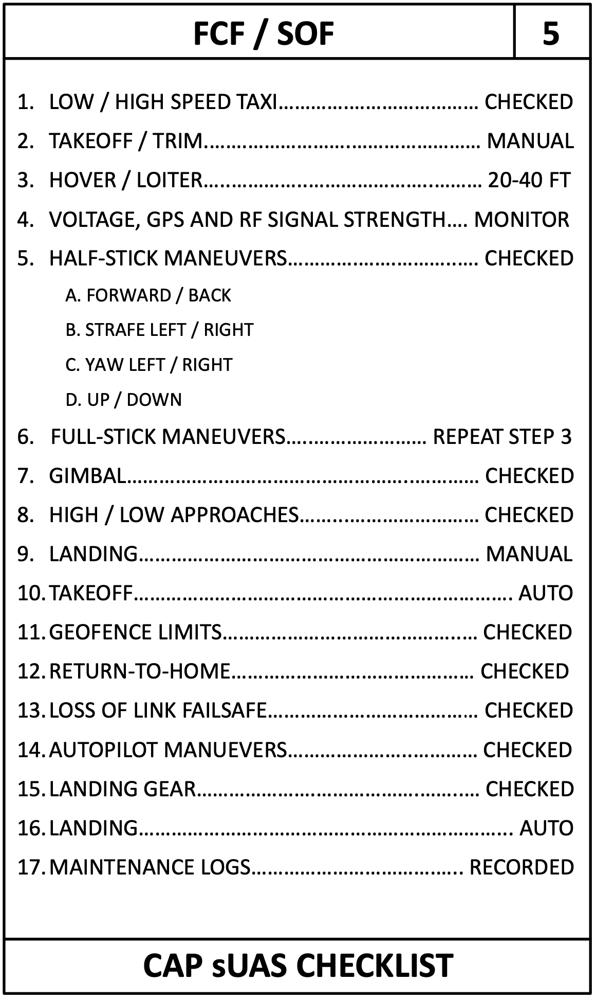 FCF / SOF 5
1. LOW / HIGH SPEED TAXI.................................... CHECKED
2. TAKEOFF / TRIM.................................................. MANUAL
3. HOVER / LOITER................................................... 20-40 FT
4. VOLTAGE, GPS AND RF SIGNAL STRENGTH.... MONITOR
5. HALF-STICK MANEUVERS................................... CHECKED
A. FORWARD / BACK
B. STRAFE LEFT / RIGHT
C. YAW LEFT / RIGHT
D. UP / DOWN
6. FULL-STICK MANEUVERS.......................... REPEAT STEP 3
7. GIMBAL................................................................. CHECKED
8. HIGH / LOW APPROACHES................................. CHECKED
9. LANDING............................................................... MANUAL
10. TAKEOFF...................................................................... AUTO
11. GEOFENCE LIMITS............................................... CHECKED
12. RETURN-TO-HOME............................................. CHECKED
13. LOSS OF LINK FAILSAFE....................................... CHECKED
14. AUTOPILOT MANUEVERS................................... CHECKED
15. LANDING GEAR.................................................... CHECKED
16. LANDING..................................................................... AUTO
17. MAINTENANCE LOGS....................................... RECORDED
CAP sUAS CHECKLIST